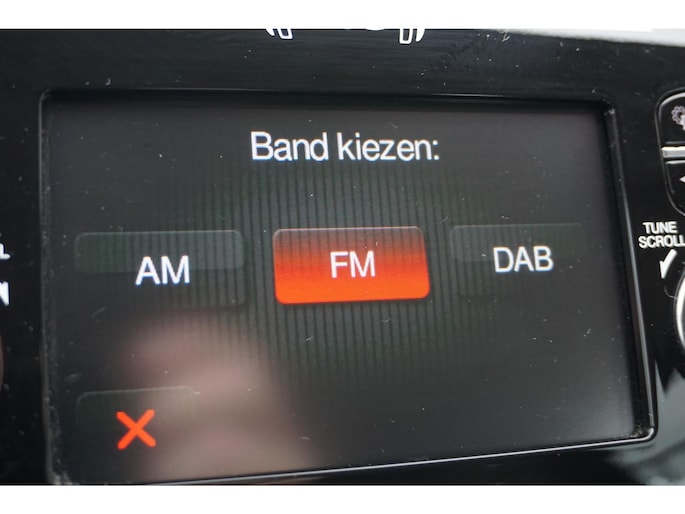 Band kiezen:
AM FM DAB
TUNE
SCROLL